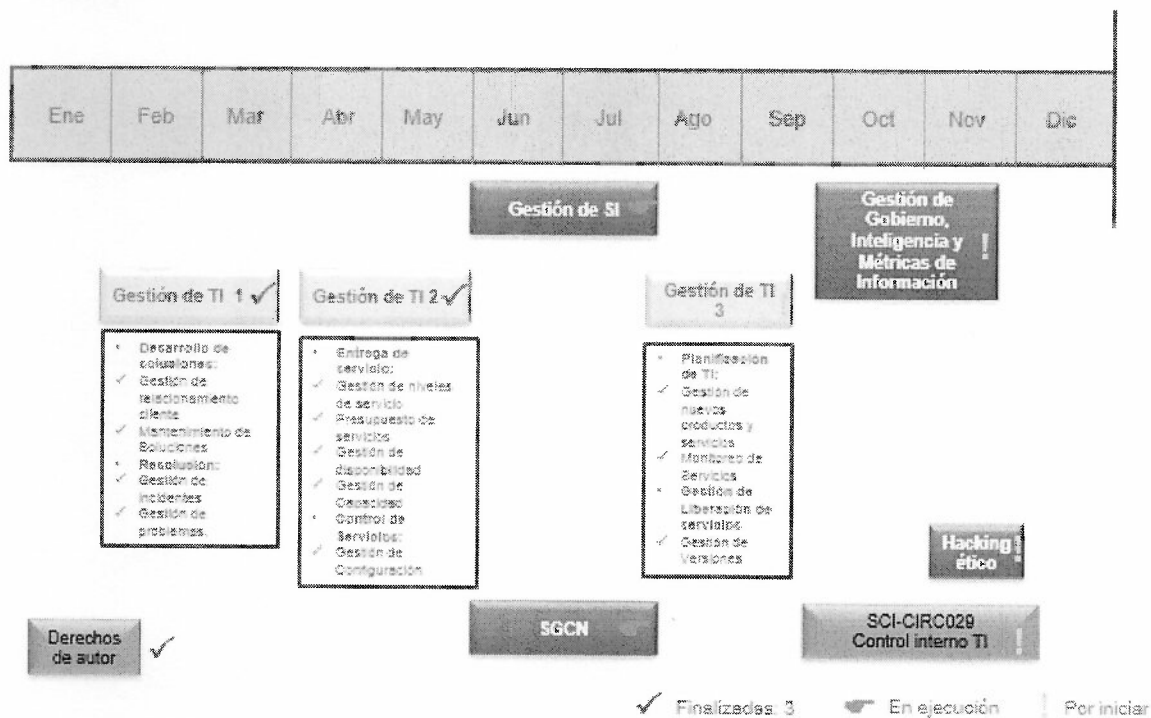 Ene Feb Mar Abr May Jun Jul Ago Sep Oct Nov Dic
Gestión de SI
Gestión de
Gobierno,
Inteligencia y
Métricas de
Información
!
Gestión de TI 1 ✓
• Desarrollo de
soluciones:
✓ Gestión de
relacionamiento
cliente
✓ Mantenimiento de
Soluciones
• Resolución:
✓ Gestión de
incidentes
✓ Gestión de
problemas.
Gestión de TI 2 ✓
• Entrega de
servicio:
✓ Gestión de niveles
de servicio
✓ Presupuesto de
servicios
✓ Gestión de
disponibilidad
✓ Gestión de
Capacidad
• Control de
Servicios:
✓ Gestión de
Configuración
Gestión de TI
3
• Planificación
de TI:
✓ Gestión de
nuevos
productos y
servicios
✓ Monitoreo de
Servicios
• Gestión de
Liberación de
servicios
✓ Gestión de
Versiones
Hacking
ético
!
SGCN
SCI-CIRC029
Control interno TI
!
Derechos
de autor
✓
✓ Finalizadas: 3
En ejecución
! Por iniciar